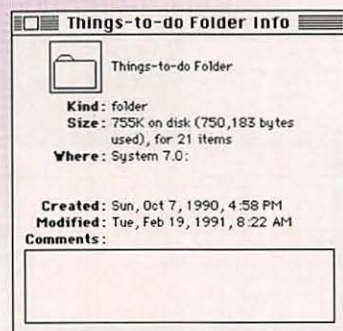 Things-to-do Folder Info
Things-to-do Folder
Kind: folder
Size: 755K on disk (750,183 bytes
used), for 21 items
Where: System 7.0:
Created: Sun, Oct 7, 1990, 4:58 PM
Modified: Tue, Feb 19, 1991, 8:22 AM
Comments: